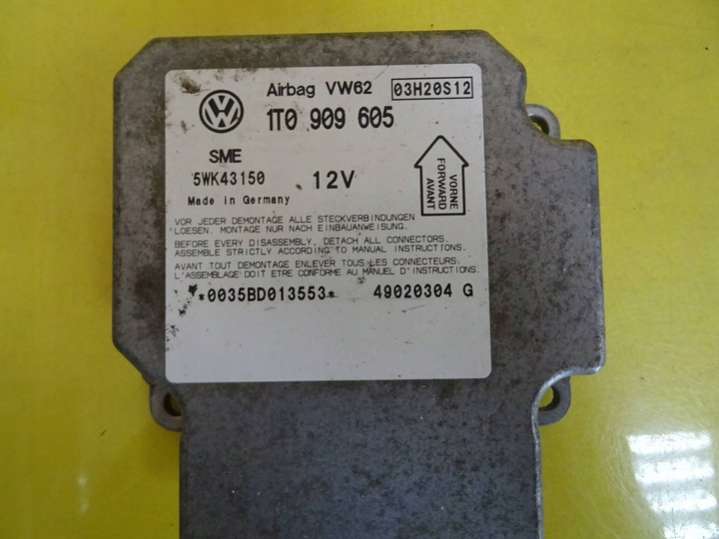 Airbag VW62 03H20S12
1T0 909 605
SME
5WK43150 12V
Made in Germany
VORNE
FORWARD
AVANT
VOR JEDER DEMONTAGE ALLE STECKVERBINDUNGEN
LOESEN. MONTAGE NUR NACH EINBAUANWEISUNG.
BEFORE EVERY DISASSEMBLY, DETACH ALL CONNECTORS.
ASSEMBLE STRICTLY ACCORDING TO MANUAL INSTRUCTIONS.
AVANT TOUT DEMONTAGE ENLEVER TOUS LES CONNECTEURS.
L'ASSEMBLAGE DOIT ETRE CONFORME AU MANUEL D'INSTRUCTIONS.
*0035BD013553* 49020304 G